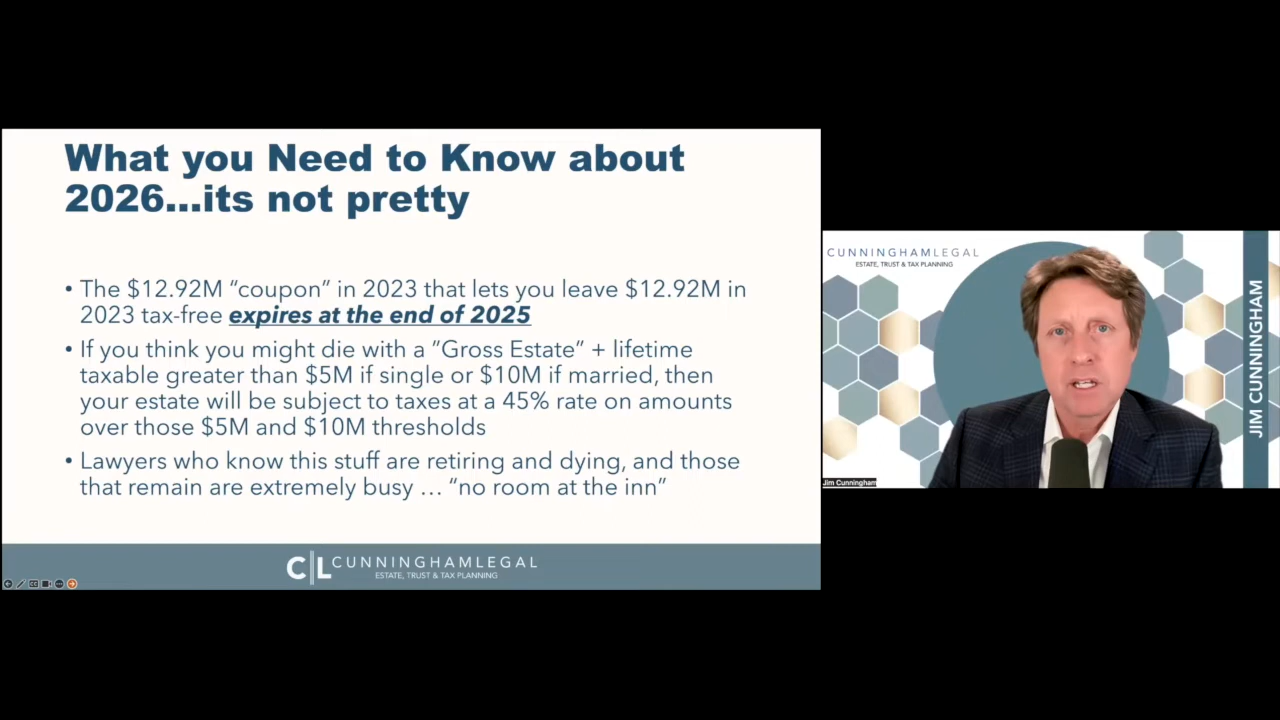 What you Need to Know about
2026...its not pretty
• The $12.92M “coupon” in 2023 that lets you leave $12.92M in
2023 tax-free expires at the end of 2025
• If you think you might die with a ”Gross Estate” + lifetime
taxable greater than $5M if single or $10M if married, then
your estate will be subject to taxes at a 45% rate on amounts
over those $5M and $10M thresholds
• Lawyers who know this stuff are retiring and dying, and those
that remain are extremely busy … “no room at the inn”
CL CUNNINGHAMLEGAL
ESTATE, TRUST & TAX PLANNING
CUNNINGHAMLEGAL
ESTATE, TRUST & TAX PLANNING
JIM CUNNINGHAM
Jim Cunningham